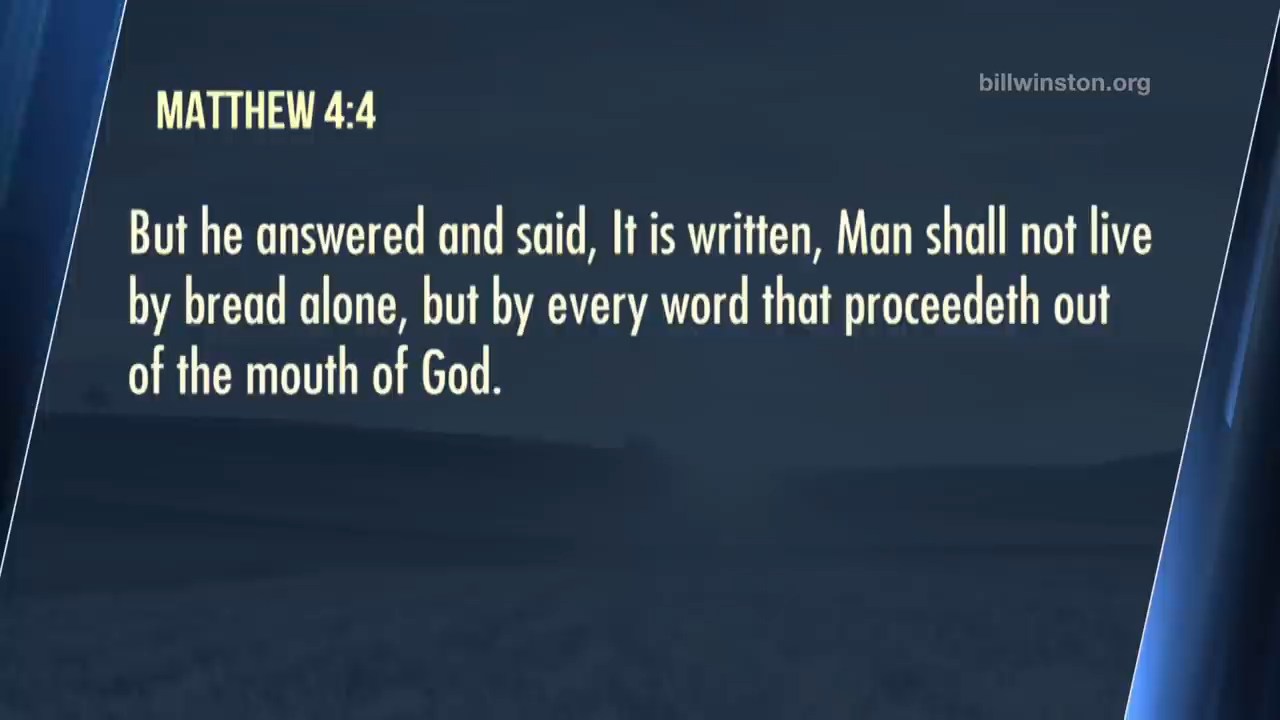 billwinston.org
MATTHEW 4:4
But he answered and said, It is written, Man shall not live
by bread alone, but by every word that proceedeth out
of the mouth of God.